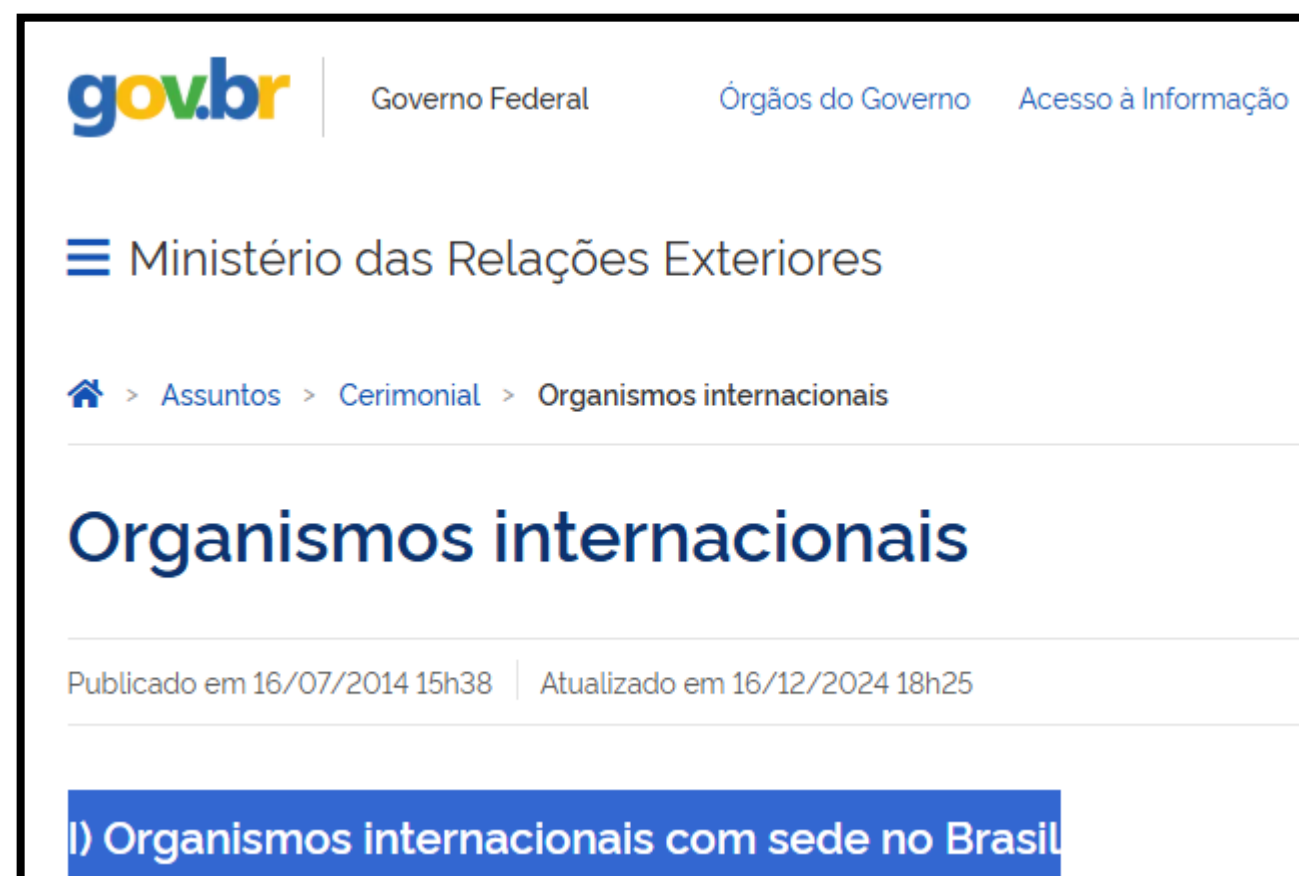 gov.br Governo Federal Órgãos do Governo Acesso à Informação
Ministério das Relações Exteriores
> Assuntos > Cerimonial > Organismos internacionais
Organismos internacionais
Publicado em 16/07/2014 15h38 Atualizado em 16/12/2024 18h25
I) Organismos internacionais com sede no Brasil